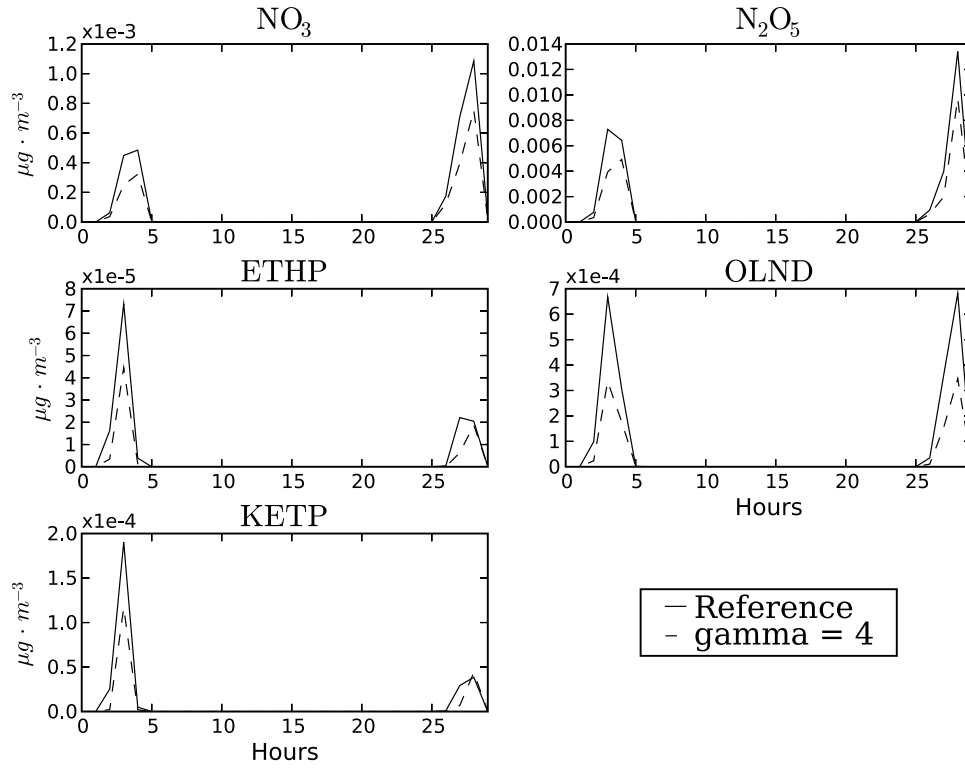 NO₃
x1e-3
1.2
1.0
0.8
0.6
0.4
0.2
0.0
μg · m⁻³
0 5 10 15 20 25
N₂O₅
0.014
0.012
0.010
0.008
0.006
0.004
0.002
0.000
0 5 10 15 20 25
ETHP
x1e-5
8
7
6
5
4
3
2
1
0
μg · m⁻³
0 5 10 15 20 25
OLND
x1e-4
7
6
5
4
3
2
1
0
0 5 10 15 20 25
Hours
KETP
x1e-4
2.0
1.5
1.0
0.5
0.0
μg · m⁻³
0 5 10 15 20 25
Hours
Reference
gamma = 4